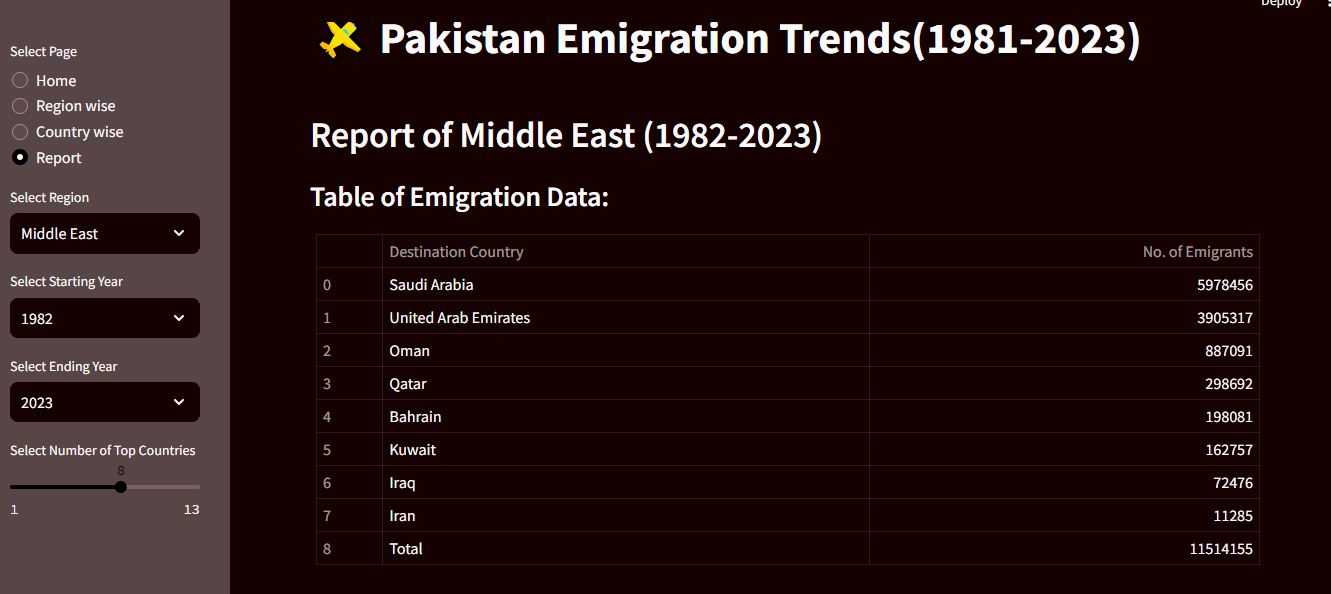 Deploy
Select Page
Home
Region wise
Country wise
Report
Select Region
Middle East
Select Starting Year
1982
Select Ending Year
2023
Select Number of Top Countries
8
1 13
Pakistan Emigration Trends(1981-2023)
Report of Middle East (1982-2023)
Table of Emigration Data:
Destination Country No. of Emigrants
0 Saudi Arabia 5978456
1 United Arab Emirates 3905317
2 Oman 887091
3 Qatar 298692
4 Bahrain 198081
5 Kuwait 162757
6 Iraq 72476
7 Iran 11285
8 Total 11514155